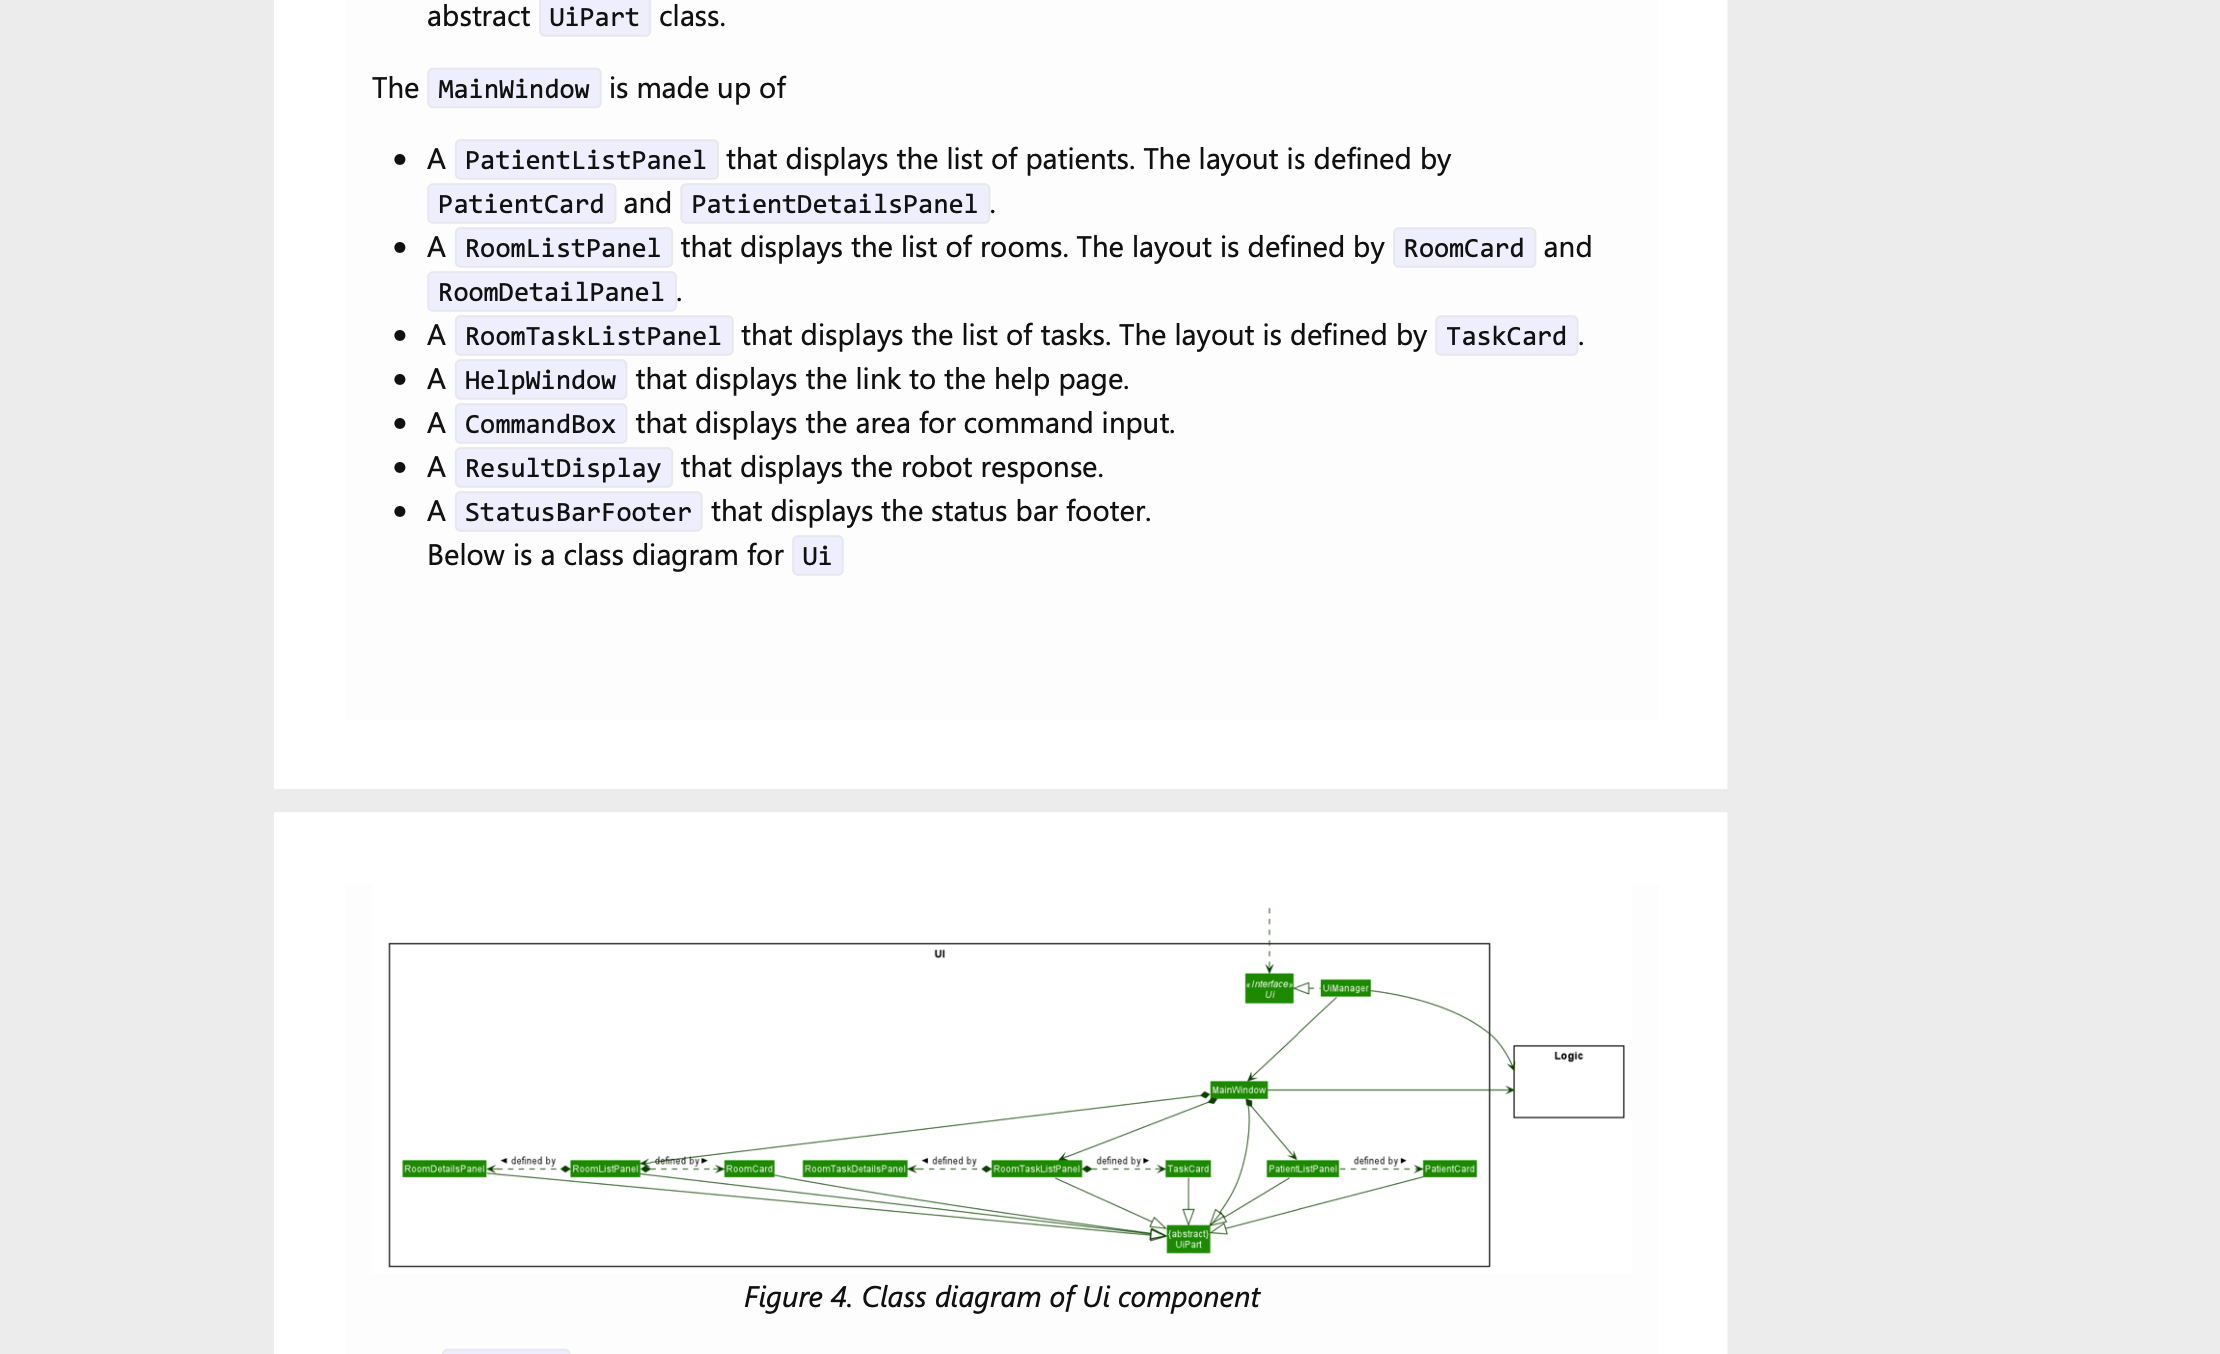 abstract UiPart class.
The MainWindow is made up of
• A PatientListPanel that displays the list of patients. The layout is defined by
PatientCard and PatientDetailsPanel.
• A RoomListPanel that displays the list of rooms. The layout is defined by RoomCard and
RoomDetailPanel.
• A RoomTaskListPanel that displays the list of tasks. The layout is defined by TaskCard.
• A HelpWindow that displays the link to the help page.
• A CommandBox that displays the area for command input.
• A ResultDisplay that displays the robot response.
• A StatusBarFooter that displays the status bar footer.
Below is a class diagram for Ui
UI
«Interface»
Ui
UiManager
Logic
MainWindow
RoomDetailsPanel
◄ defined by
RoomListPanel
defined by ►
RoomCard
RoomTaskDetailsPanel
◄ defined by
RoomTaskListPanel
defined by ►
TaskCard
PatientListPanel
defined by ►
PatientCard
{abstract}
UiPart
Figure 4. Class diagram of Ui component